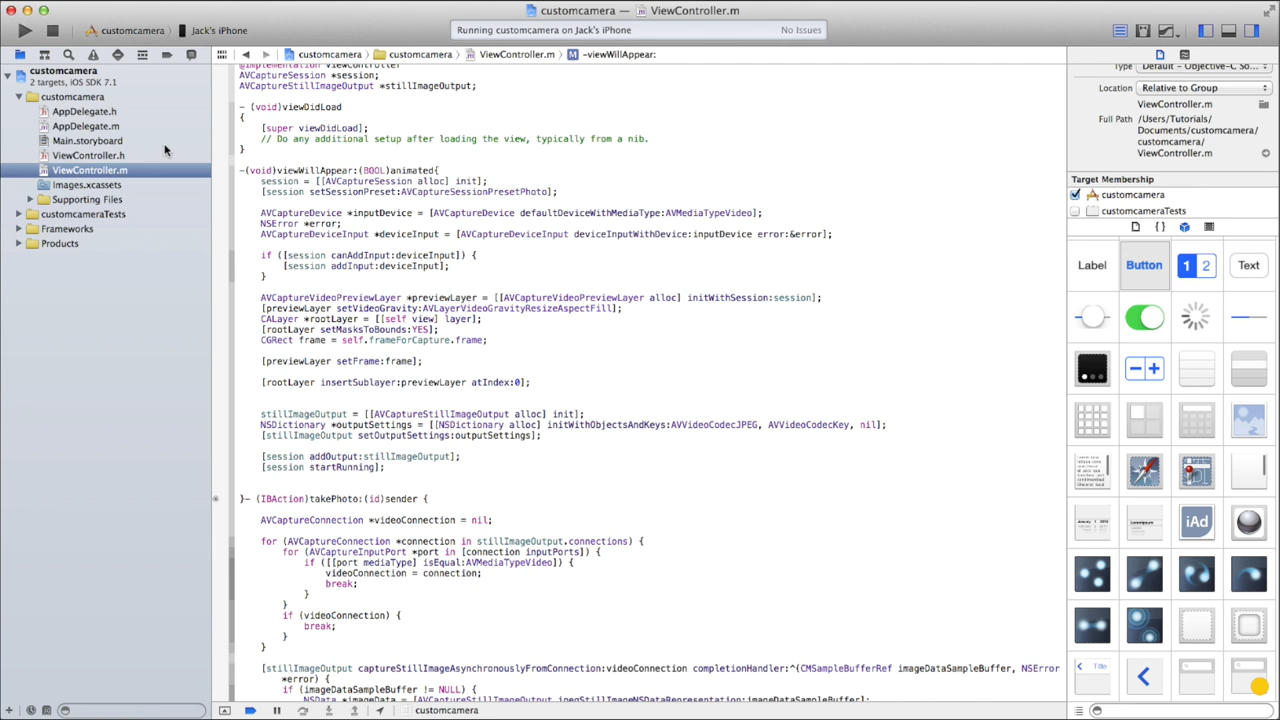 customcamera — ViewController.m
customcamera Jack's iPhone
Running customcamera on Jack's iPhone No Issues
customcamera customcamera ViewController.m M -viewWillAppear:
customcamera
2 targets, iOS SDK 7.1
customcamera
AppDelegate.h
AppDelegate.m
Main.storyboard
ViewController.h
ViewController.m
Images.xcassets
Supporting Files
customcameraTests
Frameworks
Products
@implementation ViewController
AVCaptureSession *session;
AVCaptureStillImageOutput *stillImageOutput;
- (void)viewDidLoad
{
[super viewDidLoad];
// Do any additional setup after loading the view, typically from a nib.
}
-(void)viewWillAppear:(BOOL)animated{
session = [[AVCaptureSession alloc] init];
[session setSessionPreset:AVCaptureSessionPresetPhoto];
AVCaptureDevice *inputDevice = [AVCaptureDevice defaultDeviceWithMediaType:AVMediaTypeVideo];
NSError *error;
AVCaptureDeviceInput *deviceInput = [AVCaptureDeviceInput deviceInputWithDevice:inputDevice error:&error];
if ([session canAddInput:deviceInput]) {
[session addInput:deviceInput];
}
AVCaptureVideoPreviewLayer *previewLayer = [[AVCaptureVideoPreviewLayer alloc] initWithSession:session];
[previewLayer setVideoGravity:AVLayerVideoGravityResizeAspectFill];
CALayer *rootLayer = [[self view] layer];
[rootLayer setMasksToBounds:YES];
CGRect frame = self.frameForCapture.frame;
[previewLayer setFrame:frame];
[rootLayer insertSublayer:previewLayer atIndex:0];
stillImageOutput = [[AVCaptureStillImageOutput alloc] init];
NSDictionary *outputSettings = [[NSDictionary alloc] initWithObjectsAndKeys:AVVideoCodecJPEG, AVVideoCodecKey, nil];
[stillImageOutput setOutputSettings:outputSettings];
[session addOutput:stillImageOutput];
[session startRunning];
}- (IBAction)takePhoto:(id)sender {
AVCaptureConnection *videoConnection = nil;
for (AVCaptureConnection *connection in stillImageOutput.connections) {
for (AVCaptureInputPort *port in [connection inputPorts]) {
if ([[port mediaType] isEqual:AVMediaTypeVideo]) {
videoConnection = connection;
break;
}
}
if (videoConnection) {
break;
}
}
[stillImageOutput captureStillImageAsynchronouslyFromConnection:videoConnection completionHandler:^(CMSampleBufferRef imageDataSampleBuffer, NSError
*error) {
if (imageDataSampleBuffer != NULL) {
NSData *imageData = [AVCaptureStillImageOutput jpegStillImageNSDataRepresentation:imageDataSampleBuffer];
customcamera
Type Default - Objective-C So...
Location Relative to Group
ViewController.m
Full Path /Users/Tutorials/
Documents/customcamera/
customcamera/
ViewController.m
Target Membership
customcamera
customcameraTests
Label Button 1 2 Text
iAd
Title